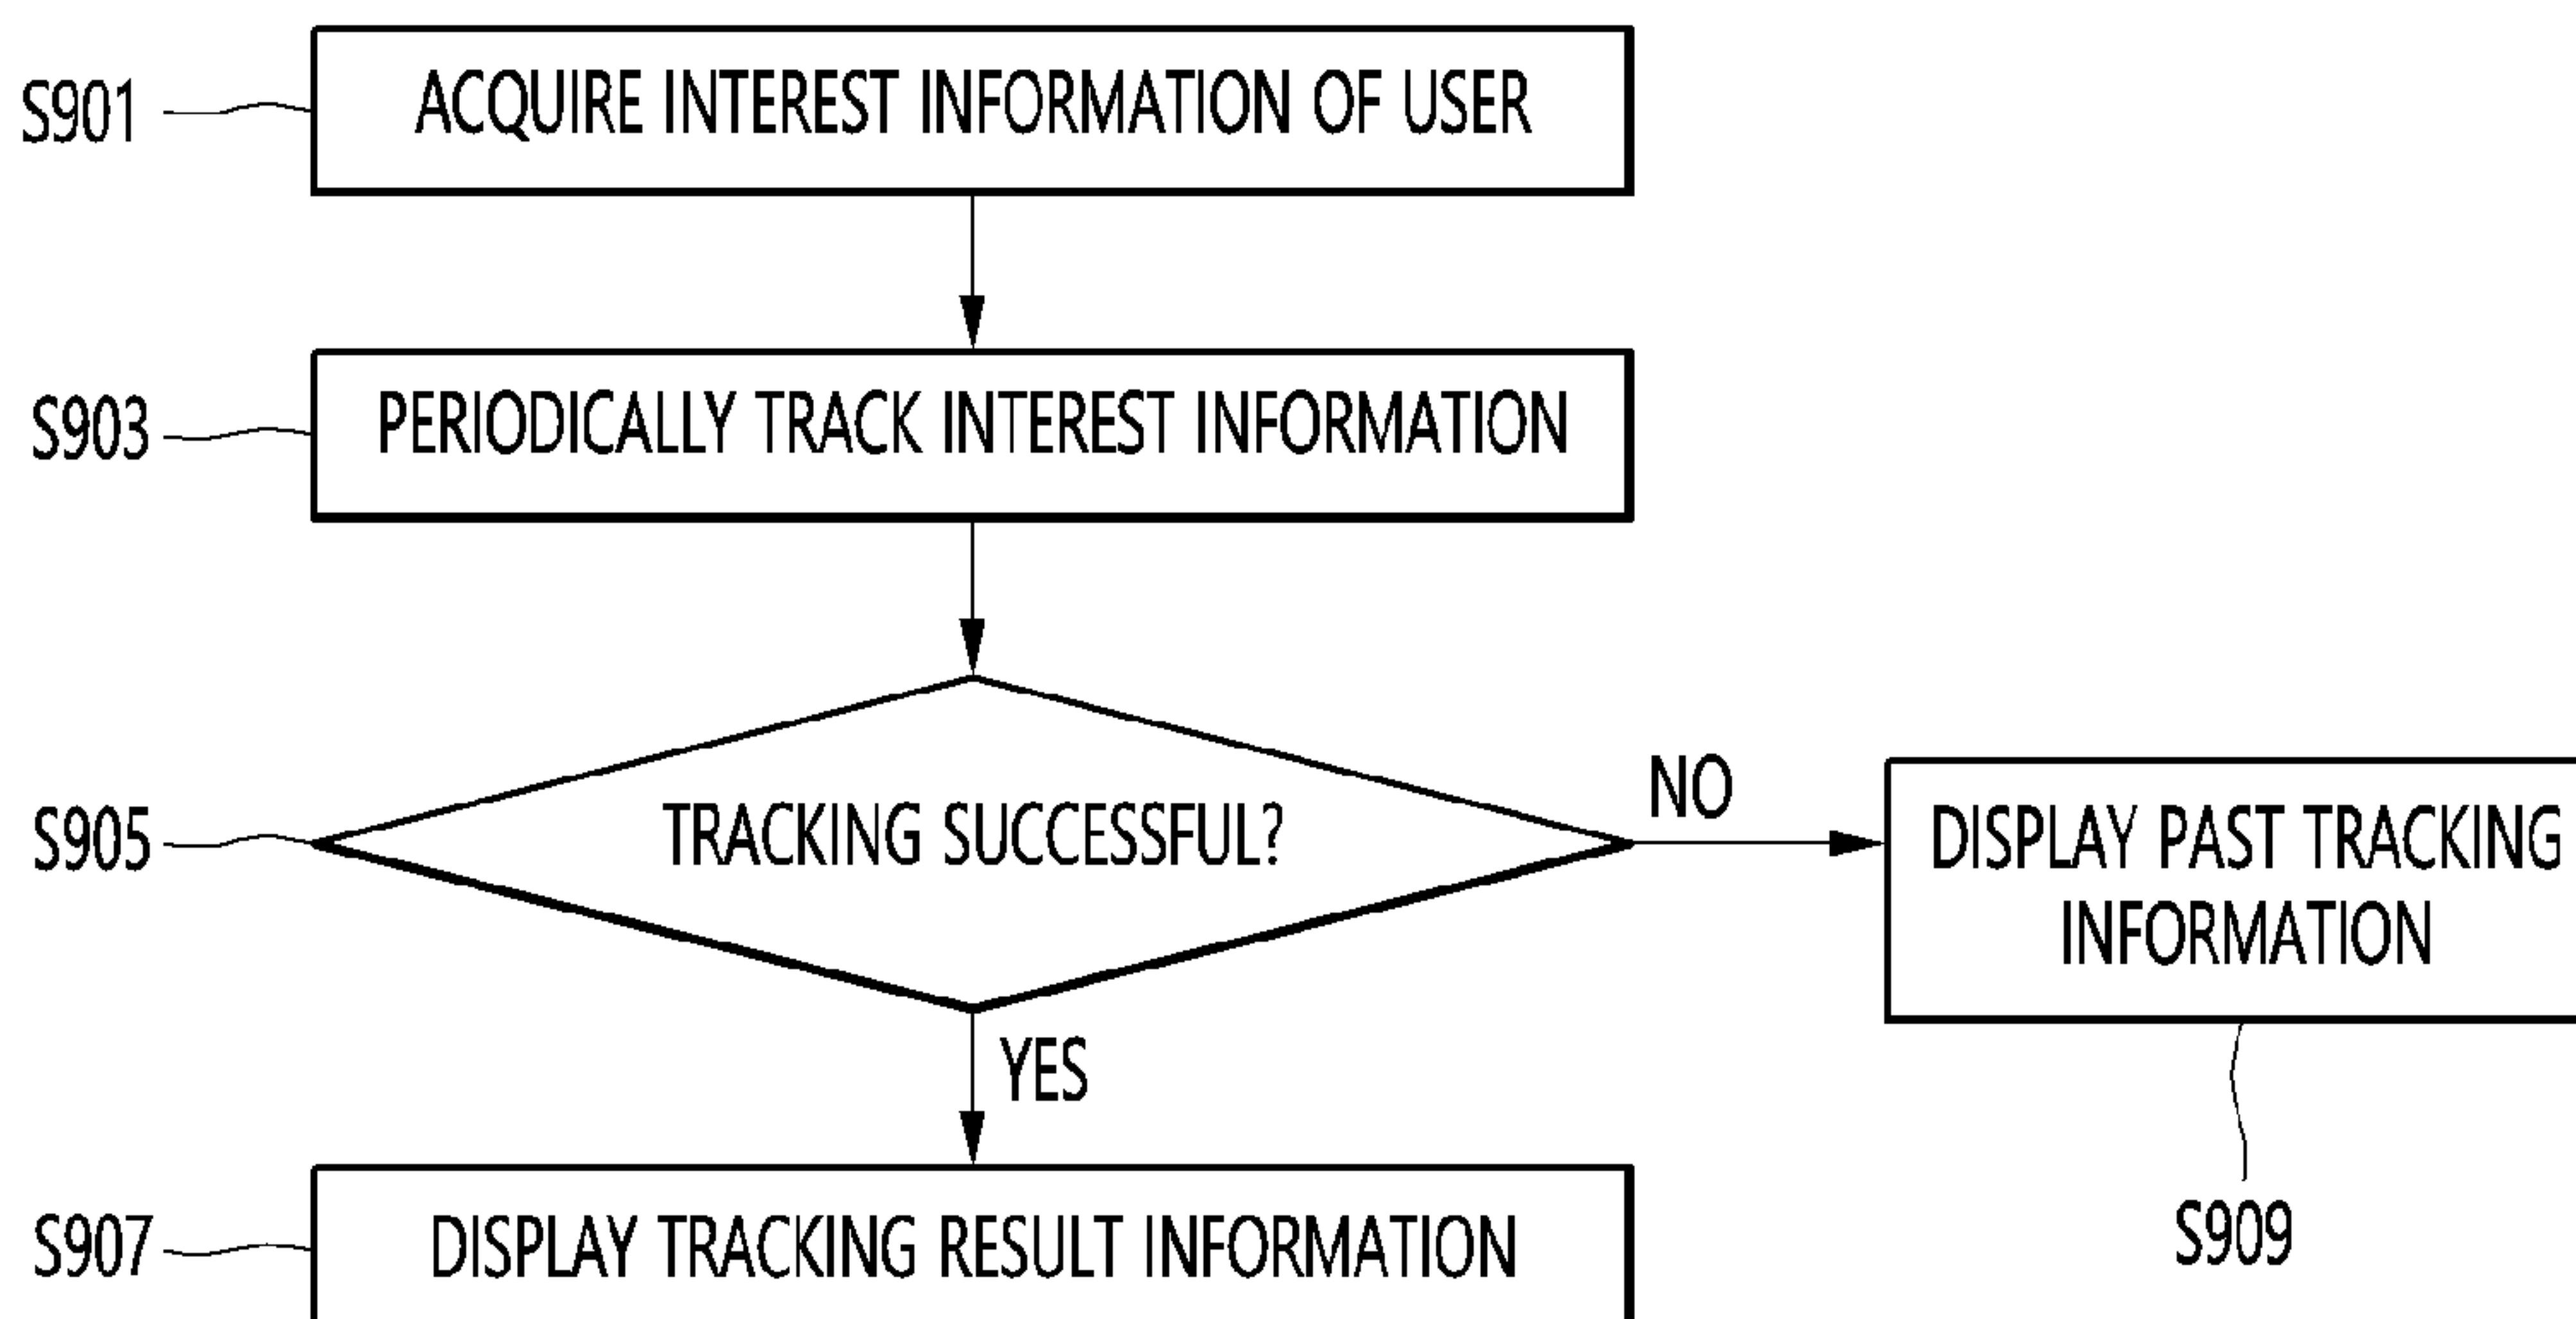 S901
ACQUIRE INTEREST INFORMATION OF USER
S903
PERIODICALLY TRACK INTEREST INFORMATION
S905
TRACKING SUCCESSFUL?
NO
DISPLAY PAST TRACKING
INFORMATION
YES
S907
DISPLAY TRACKING RESULT INFORMATION
S909